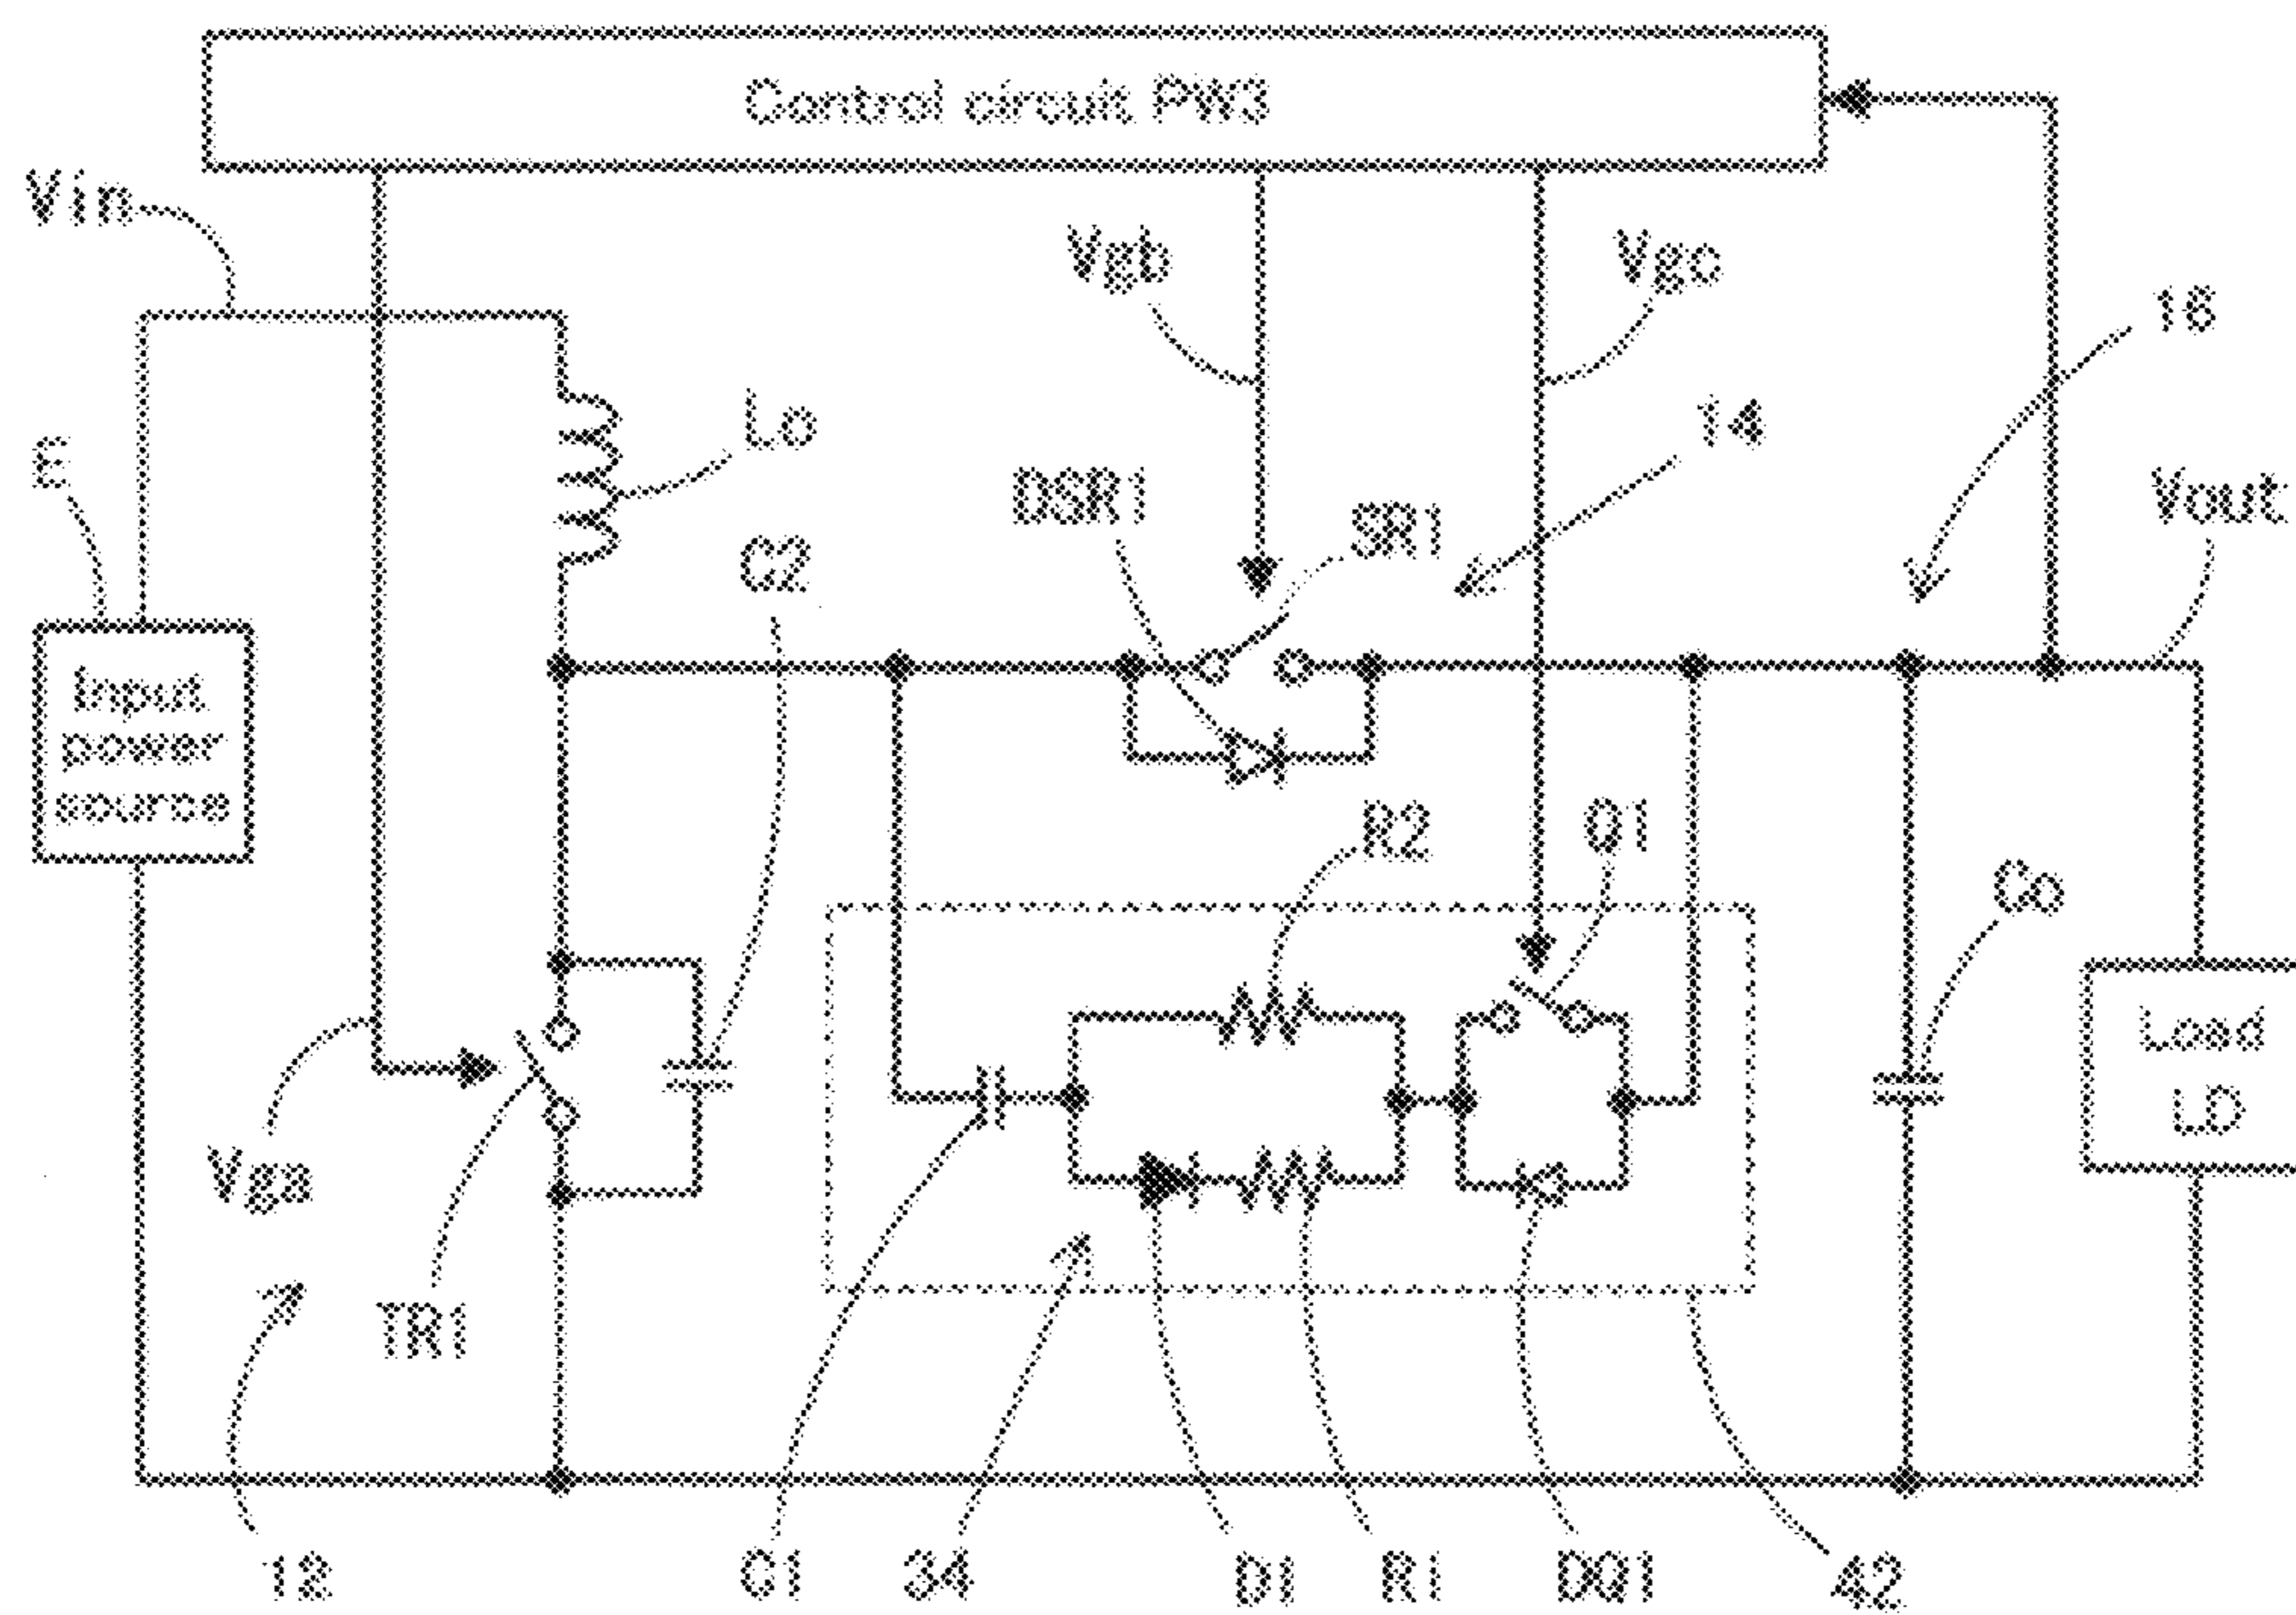 Control circuit PW3
Vin
Vgb
Vgc
16
Lo
14
E
DSR1
SR1
Vout
C2
Input
power
source
R2
Q1
Co
Load
LD
Vga
TR1
12
C1
34
D1
R1
DQ1
42